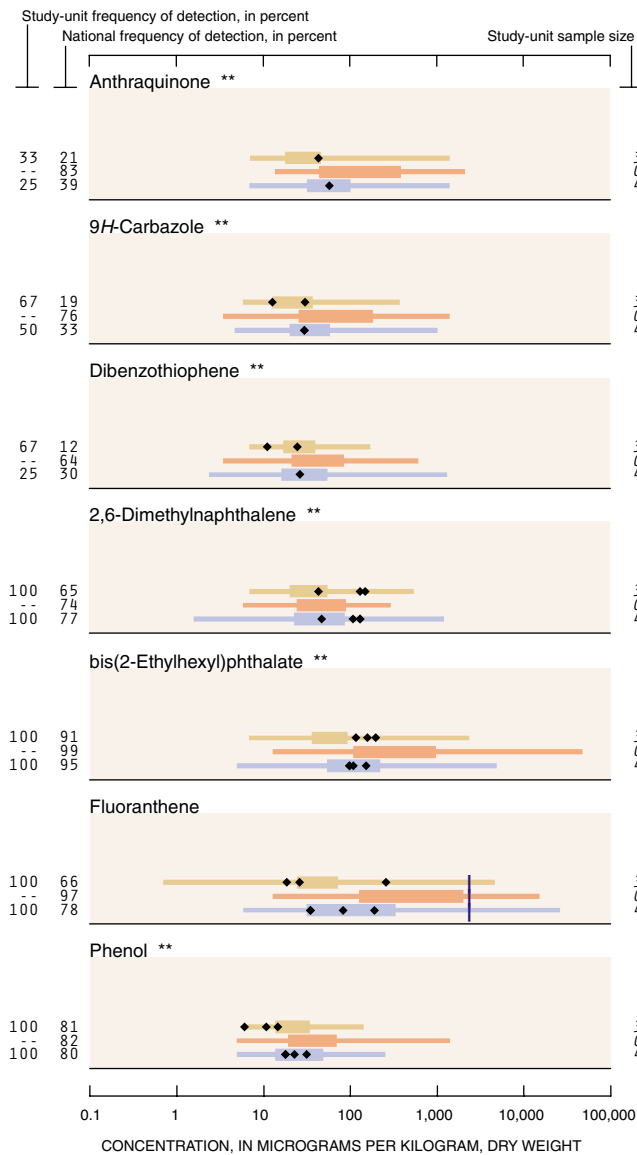 Study-unit frequency of detection, in percent
National frequency of detection, in percent
Study-unit sample size
Anthraquinone **
33 21
-- 83
25 39
9H-Carbazole **
67 19
-- 76
50 33
Dibenzothiophene **
67 12
-- 64
25 30
2,6-Dimethylnaphthalene **
100 65
-- 74
100 77
bis(2-Ethylhexyl)phthalate **
100 91
-- 99
100 95
Fluoranthene
100 66
-- 97
100 78
Phenol **
100 81
-- 82
100 80
0.1 1 10 100 1,000 10,000 100,000
CONCENTRATION, IN MICROGRAMS PER KILOGRAM, DRY WEIGHT